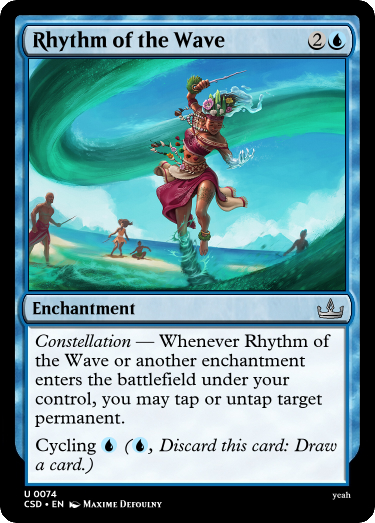 Rhythm of the Wave 2
Enchantment
Constellation — Whenever Rhythm of
the Wave or another enchantment
enters the battlefield under your
control, you may tap or untap target
permanent.
Cycling (, Discard this card: Draw
a card.)
U 0074 yeah
CSD • EN Maxime Defoulny